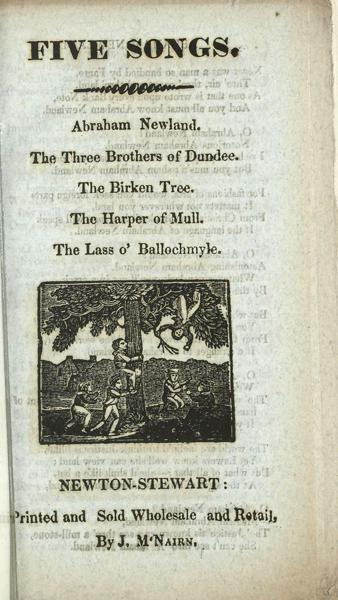 FIVE SONGS.
Abraham Newland.
The Three Brothers of Dundee.
The Birken Tree.
The Harper of Mull.
The Lass o' Ballochmyle.
NEWTON-STEWART:
Printed and Sold Wholesale and Retail,
By J. M'NAIRN.